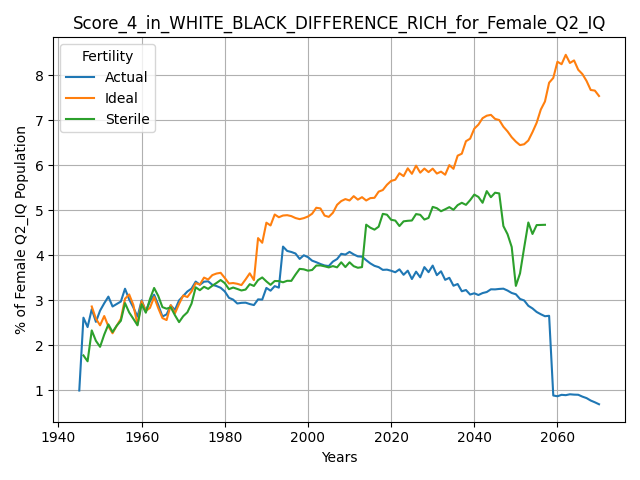 Score_4_in_WHITE_BLACK_DIFFERENCE_RICH_for_Female_Q2_IQ
Fertility
Actual
Ideal
Sterile
% of Female Q2_IQ Population
8
7
6
5
4
3
2
1
1940 1960 1980 2000 2020 2040 2060
Years